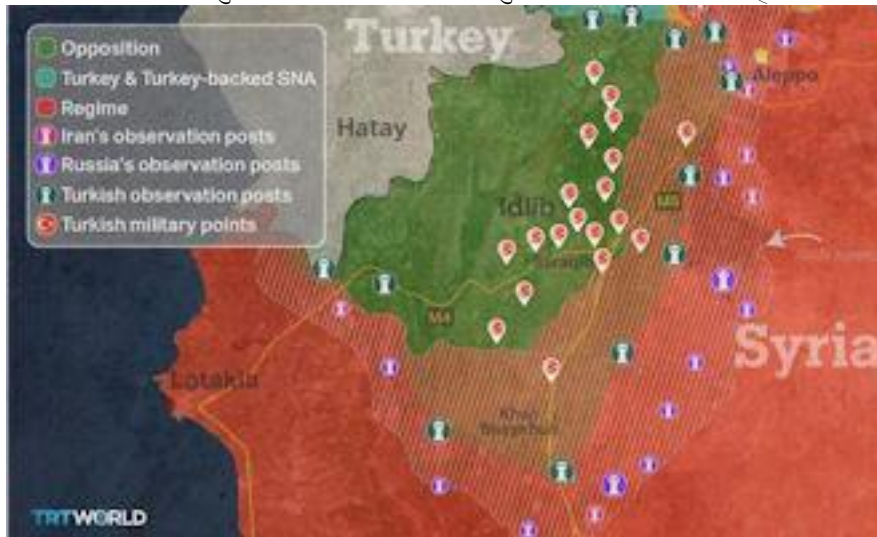 Turkey
Opposition
Turkey & Turkey-backed SNA
Regime
Iran's observation posts
Russia's observation posts
Turkish observation posts
Turkish military points
Hatay
Aleppo
Idlib
M5
M4
Syria
Latakia
Khan
TRTWORLD